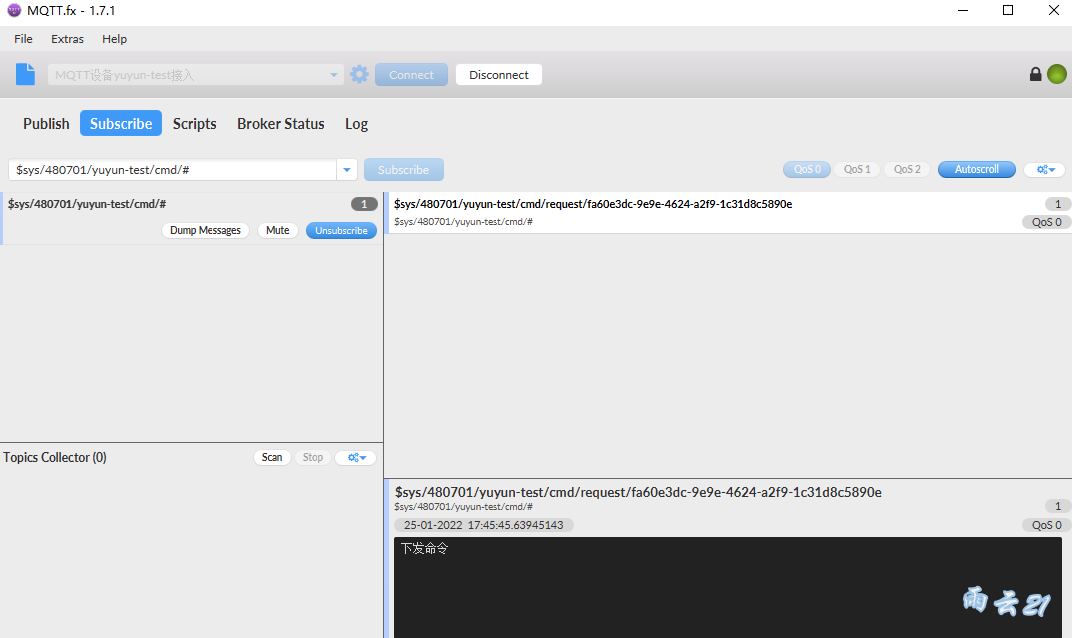 MQTT.fx - 1.7.1
File Extras Help
MQTT设备yuyun-test接入 Connect Disconnect
Publish Subscribe Scripts Broker Status Log
$sys/480701/yuyun-test/cmd/# Subscribe QoS 0 QoS 1 QoS 2 Autoscroll
$sys/480701/yuyun-test/cmd/# 1
Dump Messages Mute Unsubscribe
$sys/480701/yuyun-test/cmd/request/fa60e3dc-9e9e-4624-a2f9-1c31d8c5890e 1
$sys/480701/yuyun-test/cmd/# QoS 0
Topics Collector (0) Scan Stop
$sys/480701/yuyun-test/cmd/request/fa60e3dc-9e9e-4624-a2f9-1c31d8c5890e
$sys/480701/yuyun-test/cmd/# 1
25-01-2022 17:45:45.63945143 QoS 0
下发命令
雨云21